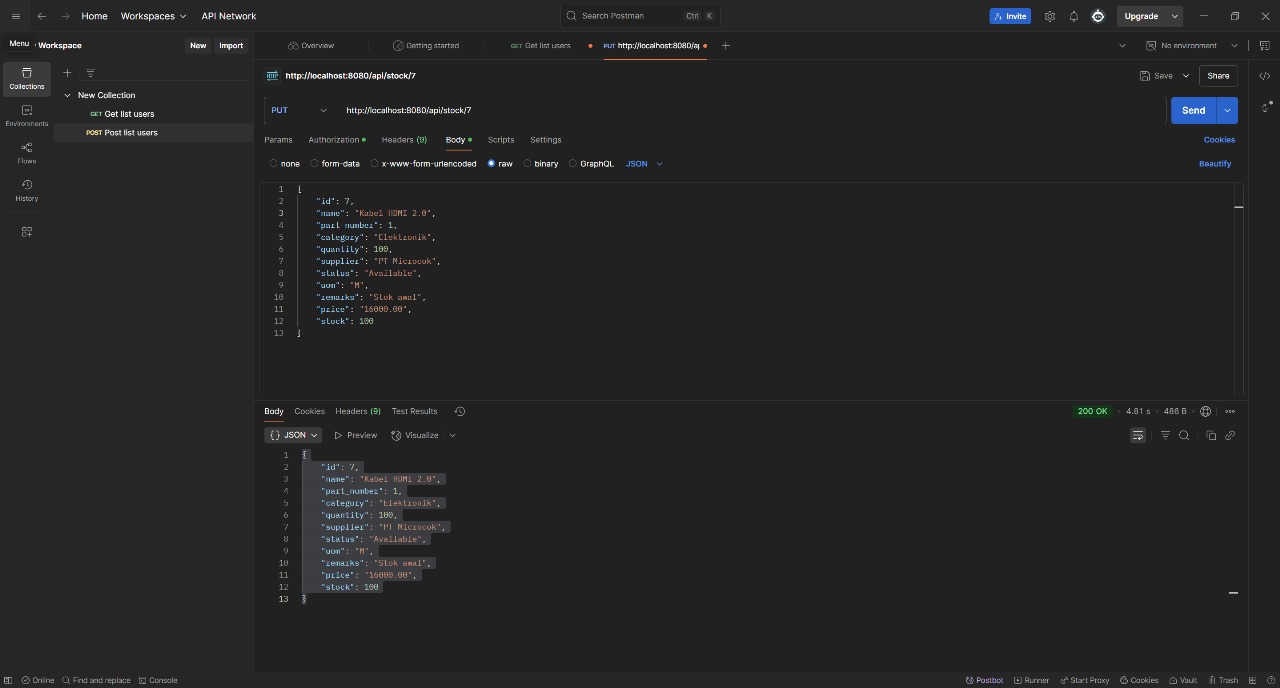 Home
Workspaces
API Network
Search Postman
Ctrl
K
Invite
Upgrade
Menu
Workspace
New
Import
Overview
Getting started
GET Get list users
PUT http://localhost:8080/ap
No environment
Collections
Environments
Flows
History
New Collection
GET Get list users
POST Post list users
HTTP http://localhost:8080/api/stock/7
Save
Share
PUT
http://localhost:8080/api/stock/7
Send
Params
Authorization
Headers (9)
Body
Scripts
Settings
Cookies
none
form-data
x-www-form-urlencoded
raw
binary
GraphQL
JSON
Beautify
1 {
2 "id": 7,
3 "name": "Kabel HDMI 2.0",
4 "part_number": 1,
5 "category": "Elektronik",
6 "quantity": 100,
7 "supplier": "PT Microcok",
8 "status": "Available",
9 "uom": "M",
10 "remarks": "Stok awal",
11 "price": "16000.00",
12 "stock": 100
13 }
Body
Cookies
Headers (9)
Test Results
200 OK
4.81 s
486 B
{} JSON
Preview
Visualize
1 {
2 "id": 7,
3 "name": "Kabel HDMI 2.0",
4 "part_number": 1,
5 "category": "Elektronik",
6 "quantity": 100,
7 "supplier": "PT Microcok",
8 "status": "Available",
9 "uom": "M",
10 "remarks": "Stok awal",
11 "price": "16000.00",
12 "stock": 100
13 }
Online
Find and replace
Console
Postbot
Runner
Start Proxy
Cookies
Vault
Trash